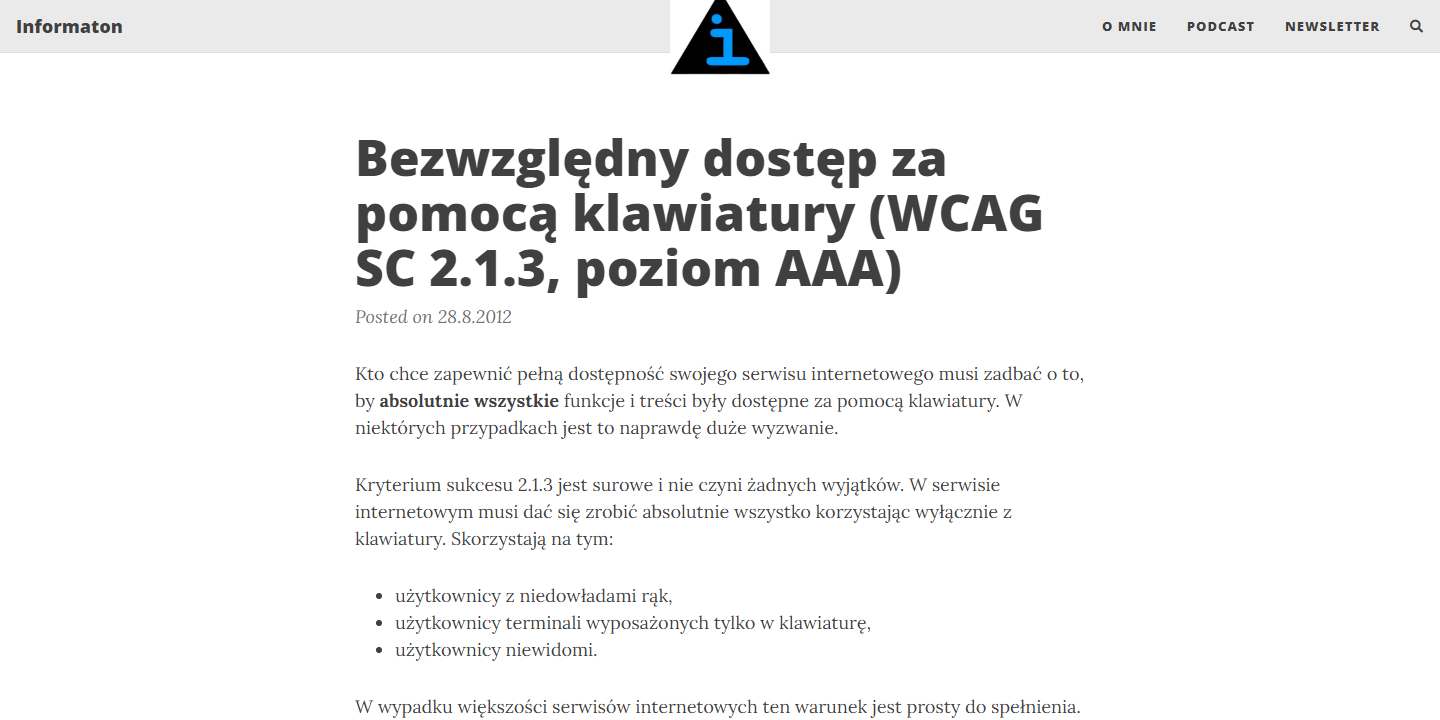 Informaton
i
O MNIE
PODCAST
NEWSLETTER
Bezwzględny dostęp za
pomocą klawiatury (WCAG
SC 2.1.3, poziom AAA)
Posted on 28.8.2012
Kto chce zapewnić pełną dostępność swojego serwisu internetowego musi zadbać o to,
by absolutnie wszystkie funkcje i treści były dostępne za pomocą klawiatury. W
niektórych przypadkach jest to naprawdę duże wyzwanie.
Kryterium sukcesu 2.1.3 jest surowe i nie czyni żadnych wyjątków. W serwisie
internetowym musi dać się zrobić absolutnie wszystko korzystając wyłącznie z
klawiatury. Skorzystają na tym:
użytkownicy z niedowładami rąk,
użytkownicy terminali wyposażonych tylko w klawiaturę,
użytkownicy niewidomi.
W wypadku większości serwisów internetowych ten warunek jest prosty do spełnienia.